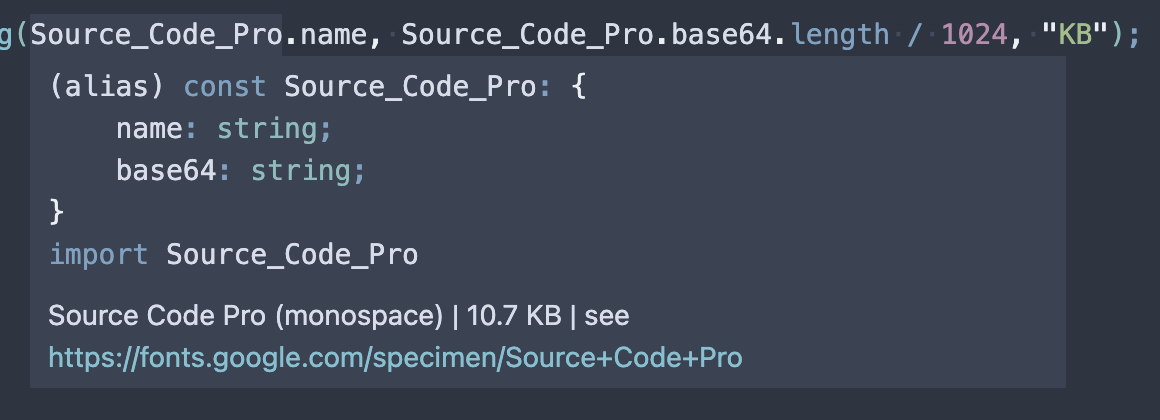 g(Source_Code_Pro.name, Source_Code_Pro.base64.length / 1024, "KB");
(alias) const Source_Code_Pro: {
    name: string;
    base64: string;
}
import Source_Code_Pro
Source Code Pro (monospace) | 10.7 KB | see
https://fonts.google.com/specimen/Source+Code+Pro